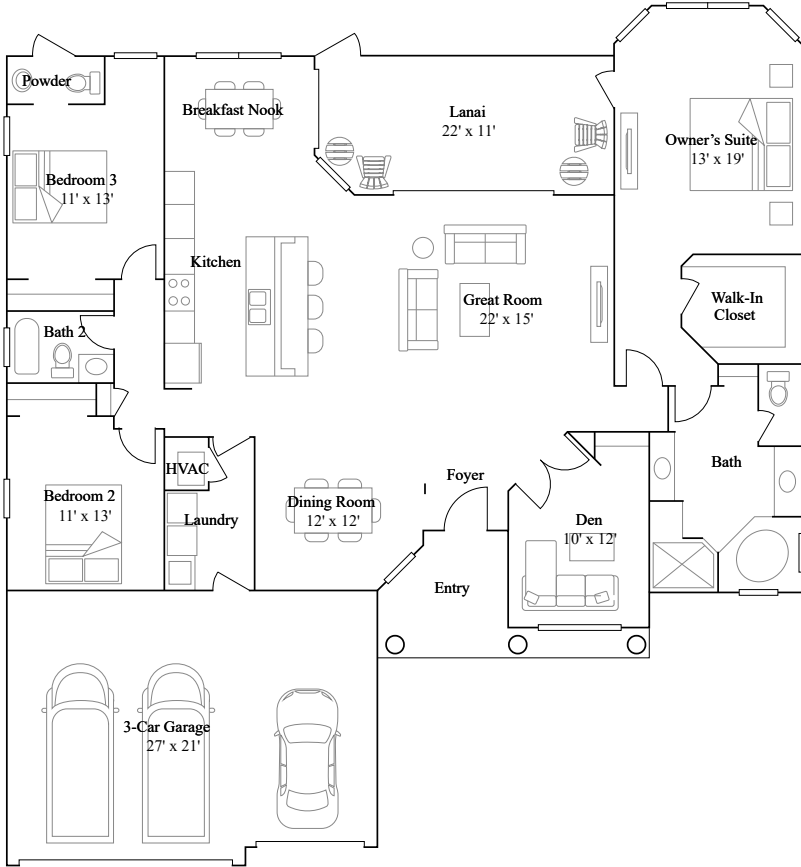 Powder
Breakfast Nook
Lanai
22' x 11'
Owner's Suite
13' x 19'
Bedroom 3
11' x 13'
Kitchen
Great Room
22' x 15'
Walk-In
Closet
Bath 2
HVAC
Foyer
Bath
Bedroom 2
11' x 13'
Laundry
Dining Room
12' x 12'
Den
10' x 12'
Entry
3-Car Garage
27' x 21'